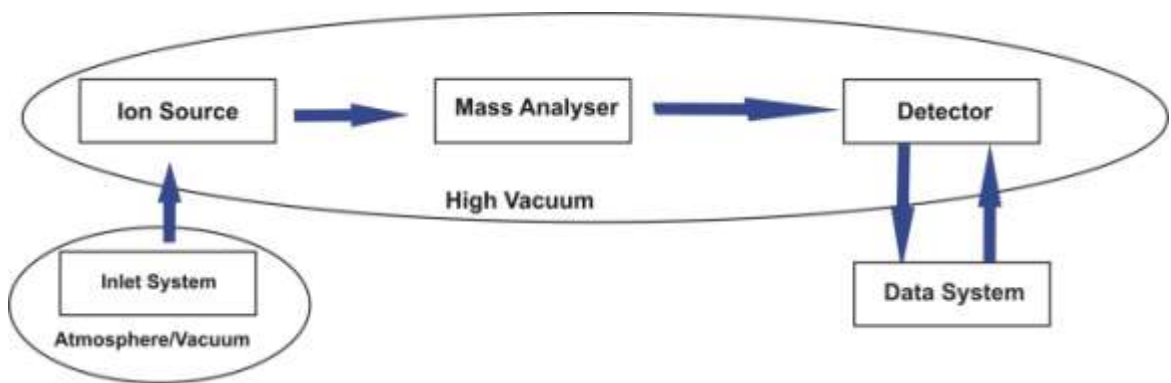 Ion Source
Mass Analyser
Detector
High Vacuum
Inlet System
Atmosphere/Vacuum
Data System